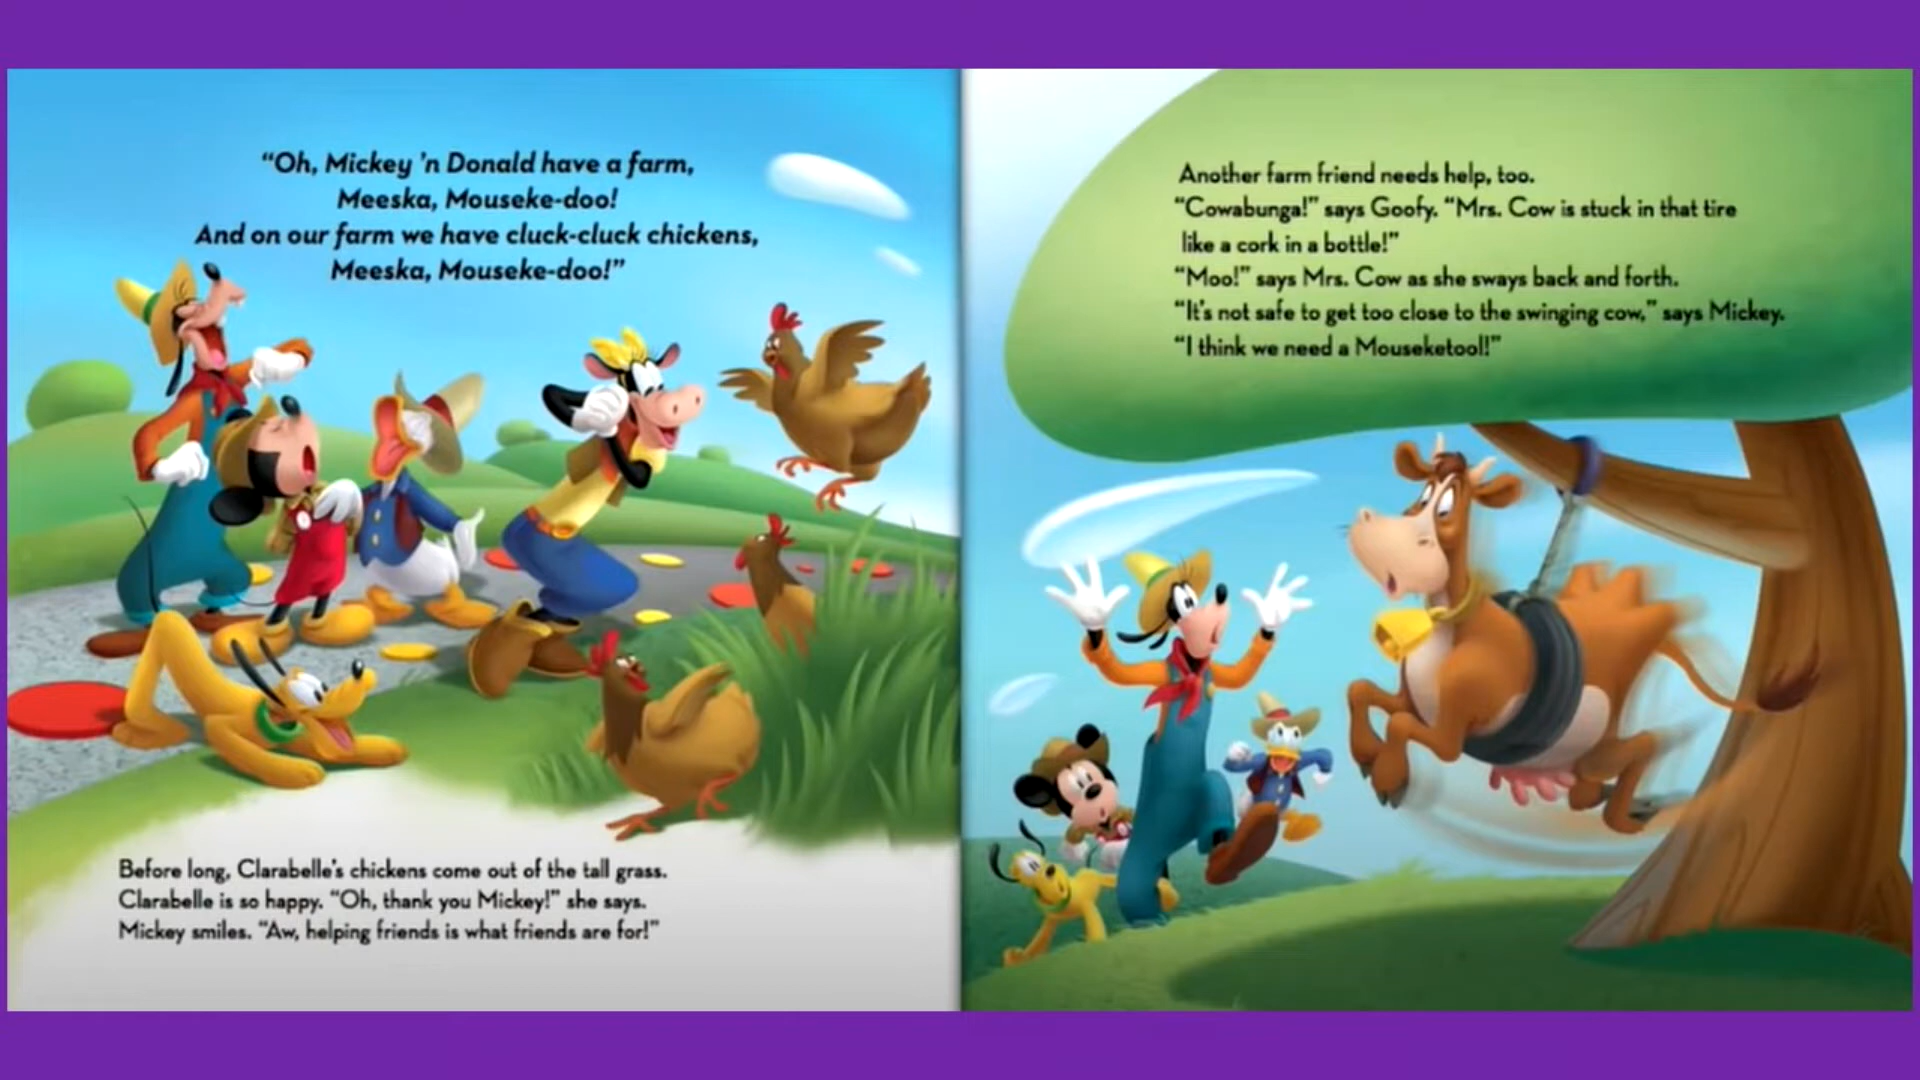 “Oh, Mickey ’n Donald have a farm,
Meeska, Mouseke-doo!
And on our farm we have cluck-cluck chickens,
Meeska, Mouseke-doo!”
Before long, Clarabelle’s chickens come out of the tall grass.
Clarabelle is so happy. “Oh, thank you Mickey!” she says.
Mickey smiles. “Aw, helping friends is what friends are for!”
Another farm friend needs help, too.
“Cowabunga!” says Goofy. “Mrs. Cow is stuck in that tire
like a cork in a bottle!”
“Moo!” says Mrs. Cow as she sways back and forth.
“It’s not safe to get too close to the swinging cow,” says Mickey.
“I think we need a Mouseketool!”